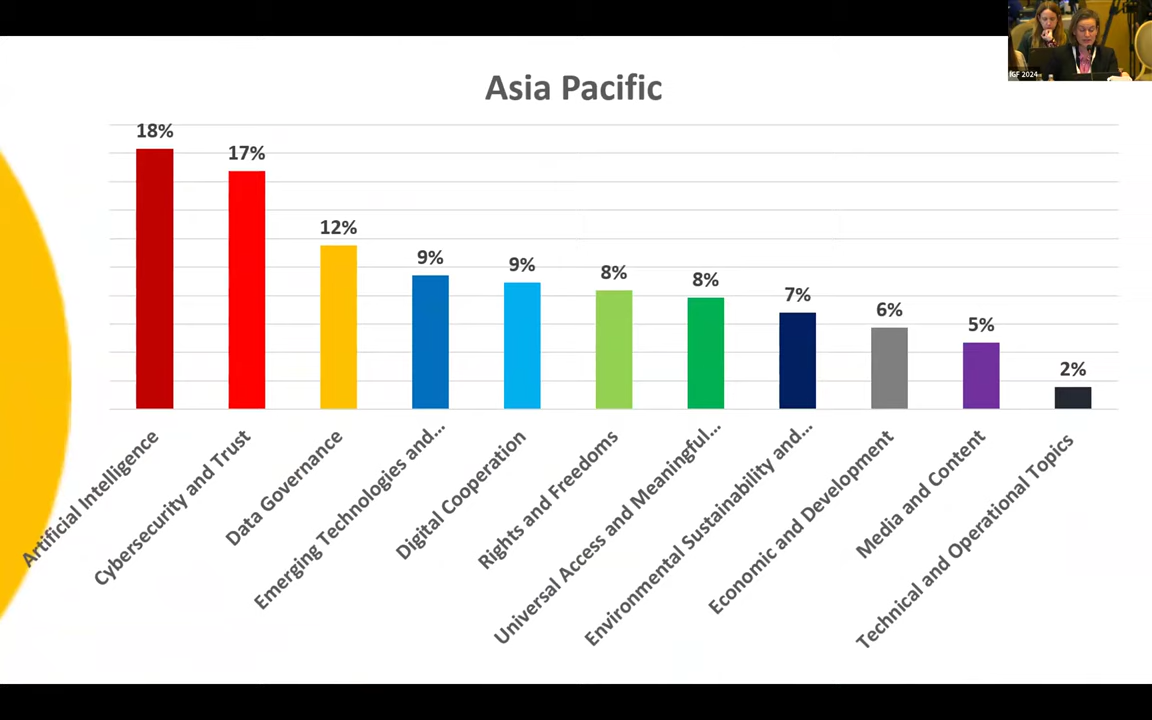 IGF 2024
Asia Pacific
18%
17%
12%
9%
9%
8%
8%
7%
6%
5%
2%
Artificial Intelligence
Cybersecurity and Trust
Data Governance
Emerging Technologies and...
Digital Cooperation
Rights and Freedoms
Universal Access and Meaningful...
Environmental Sustainability and...
Economic and Development
Media and Content
Technical and Operational Topics